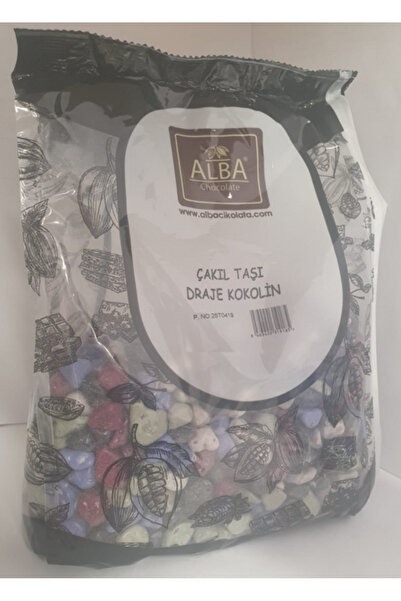 ALBA
Chocolate
www.albacikolata.com
ÇAKIL TAŞI
DRAJE KOKOLİN